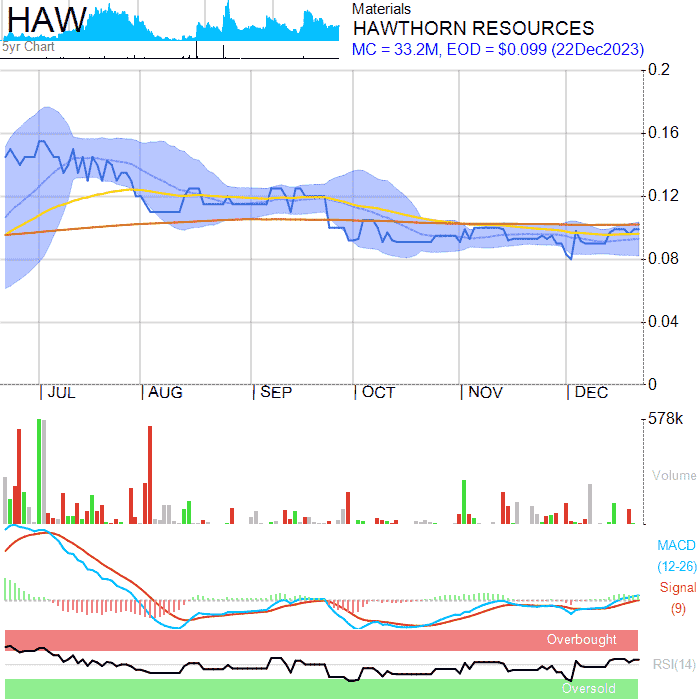 HAW
5yr Chart
Materials
HAWTHORN RESOURCES
MC = 33.2M, EOD = $0.099 (22Dec2023)
0.2
0.16
0.12
0.08
0.04
0
JUL AUG SEP OCT NOV DEC
578k
Volume
MACD
(12-26)
Signal
(9)
Overbought
RSI(14)
Oversold